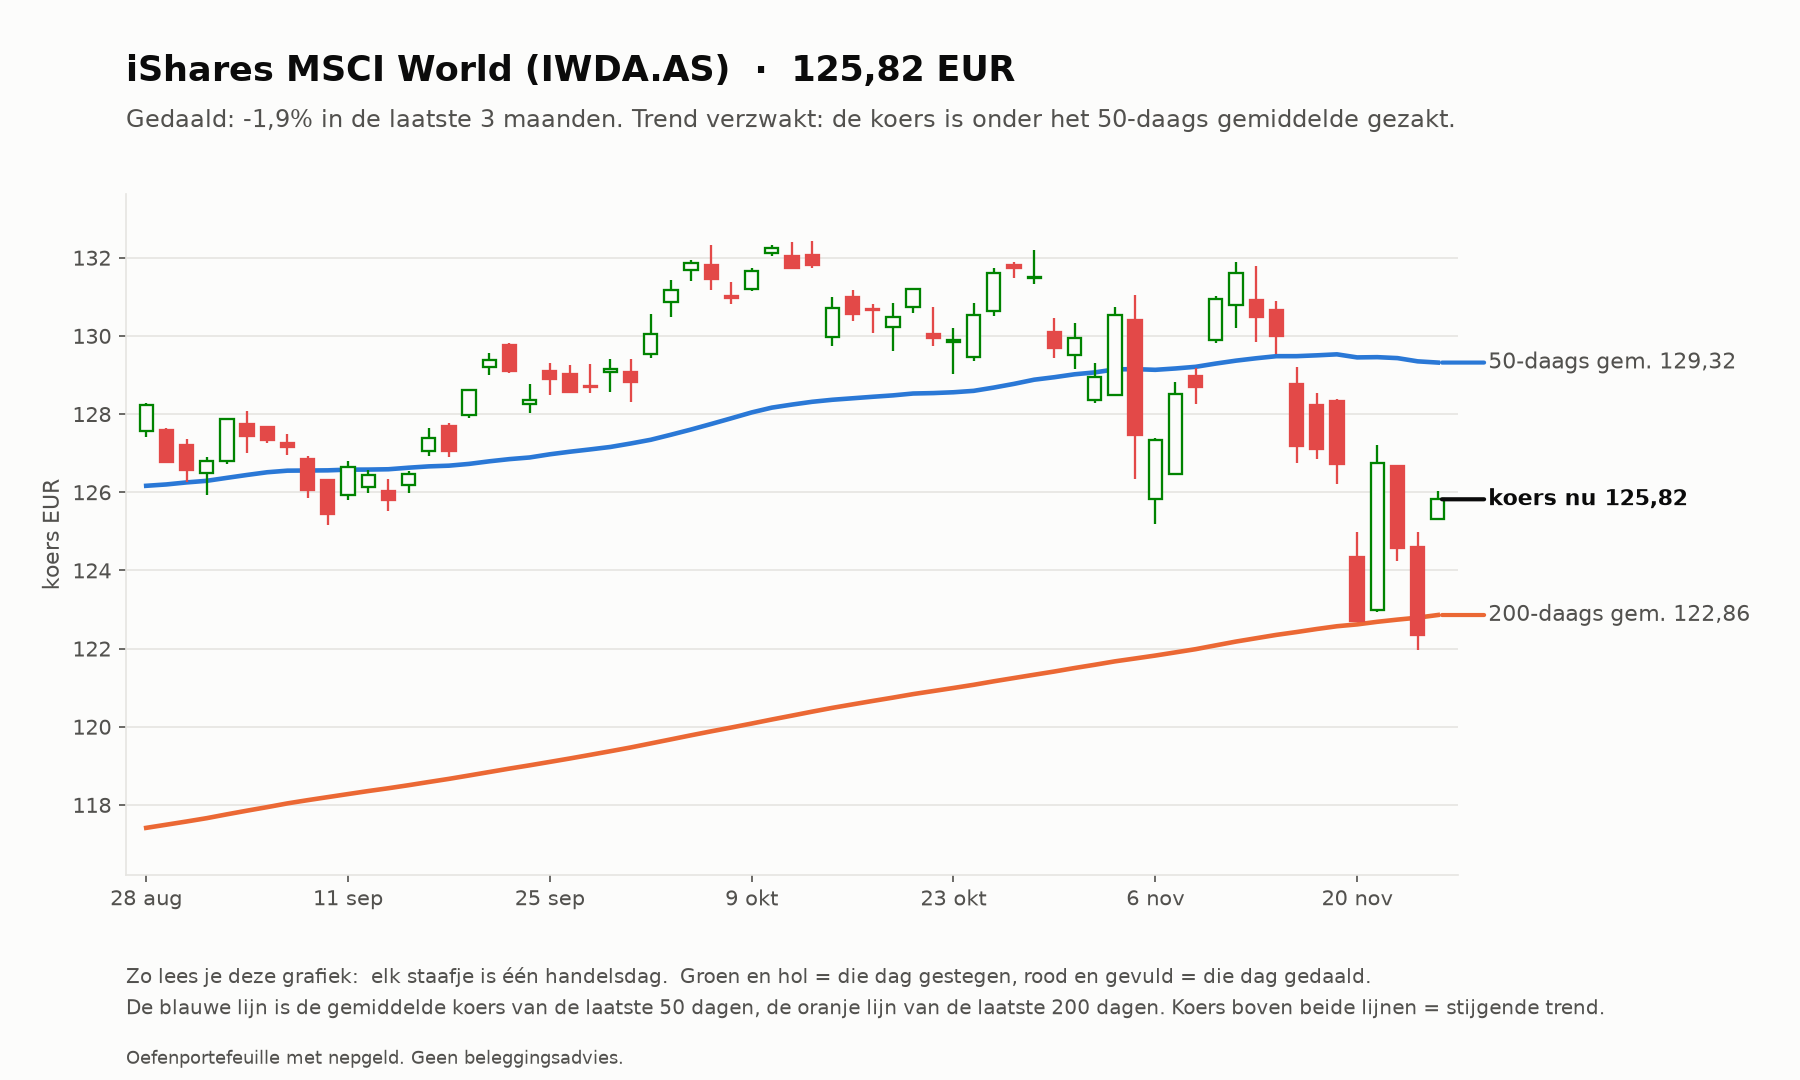 iShares MSCI World (IWDA.AS)  ·  125,82 EUR
Gedaald: -1,9% in de laatste 3 maanden. Trend verzwakt: de koers is onder het 50-daags gemiddelde gezakt.
koers EUR
132
130
128
126
124
122
120
118
50-daags gem. 129,32
koers nu 125,82
200-daags gem. 122,86
28 aug
11 sep
25 sep
9 okt
23 okt
6 nov
20 nov
Zo lees je deze grafiek:  elk staafje is één handelsdag.  Groen en hol = die dag gestegen, rood en gevuld = die dag gedaald.
De blauwe lijn is de gemiddelde koers van de laatste 50 dagen, de oranje lijn van de laatste 200 dagen. Koers boven beide lijnen = stijgende trend.
Oefenportefeuille met nepgeld. Geen beleggingsadvies.